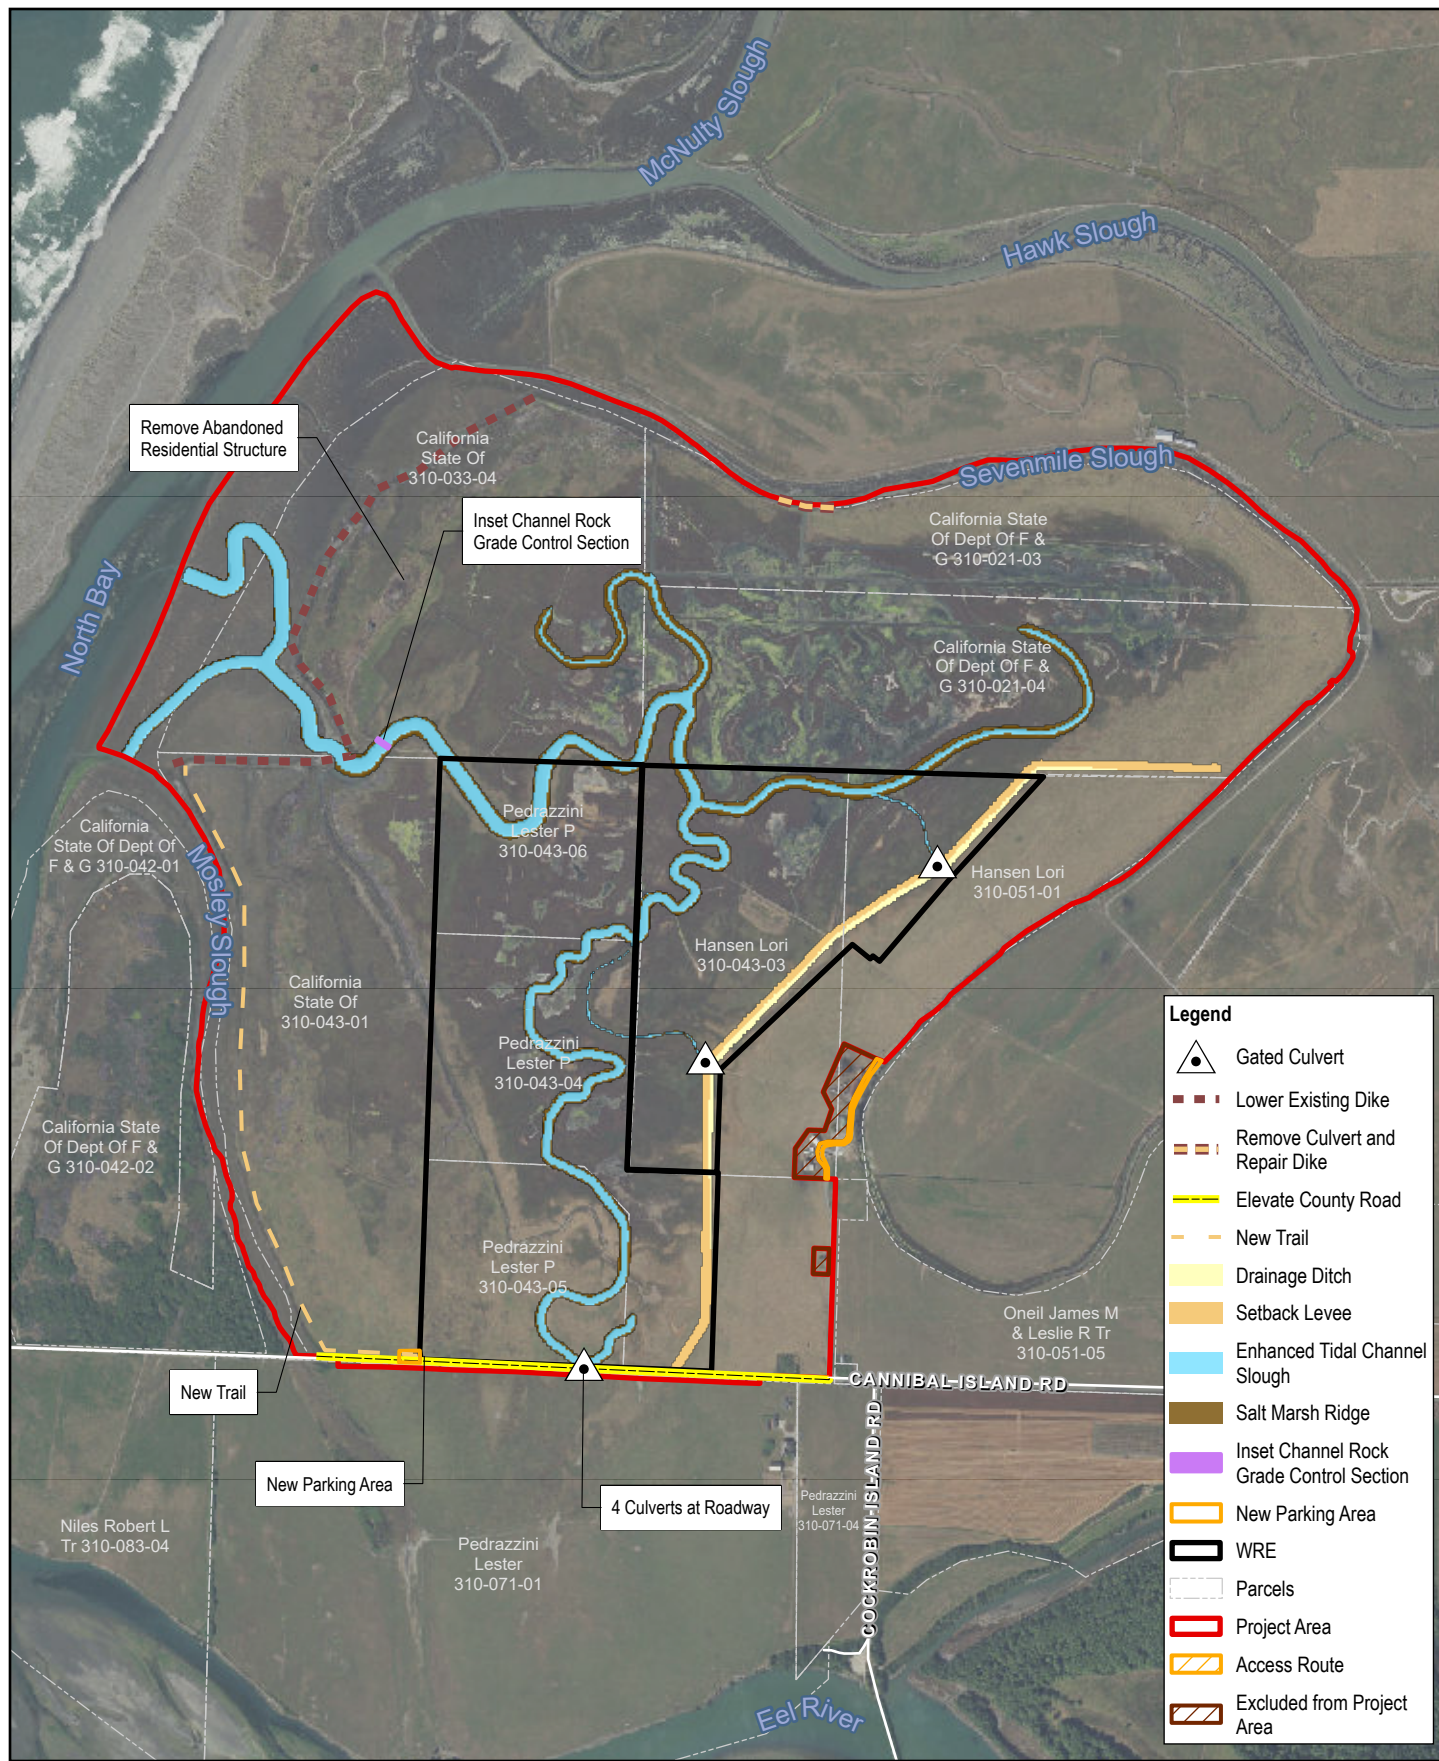 McNulty Slough
Hawk Slough
Remove Abandoned
Residential Structure
California
State Of
310-033-04
Sevenmile Slough
Inset Channel Rock
Grade Control Section
California State
Of Dept Of F &
G 310-021-03
North Bay
California State
Of Dept Of F &
G 310-021-04
Pedrazzini
Lester P
310-043-06
California
State Of Dept Of
F & G 310-042-01
Mosley Slough
Hansen Lori
310-051-01
Hansen Lori
310-043-03
California
State Of
310-043-01
Pedrazzini
Lester P
310-043-04
California State
Of Dept Of F &
G 310-042-02
Pedrazzini
Lester P
310-043-05
Oneil James M
& Leslie R Tr
310-051-05
New Trail
CANNIBAL-ISLAND-RD
COCKROBIN-ISLAND-RD
New Parking Area
4 Culverts at Roadway
Pedrazzini
Lester
310-071-04
Niles Robert L
Tr 310-083-04
Pedrazzini
Lester
310-071-01
Eel River
Legend
Gated Culvert
Lower Existing Dike
Remove Culvert and
Repair Dike
Elevate County Road
New Trail
Drainage Ditch
Setback Levee
Enhanced Tidal Channel
Slough
Salt Marsh Ridge
Inset Channel Rock
Grade Control Section
New Parking Area
WRE
Parcels
Project Area
Access Route
Excluded from Project
Area